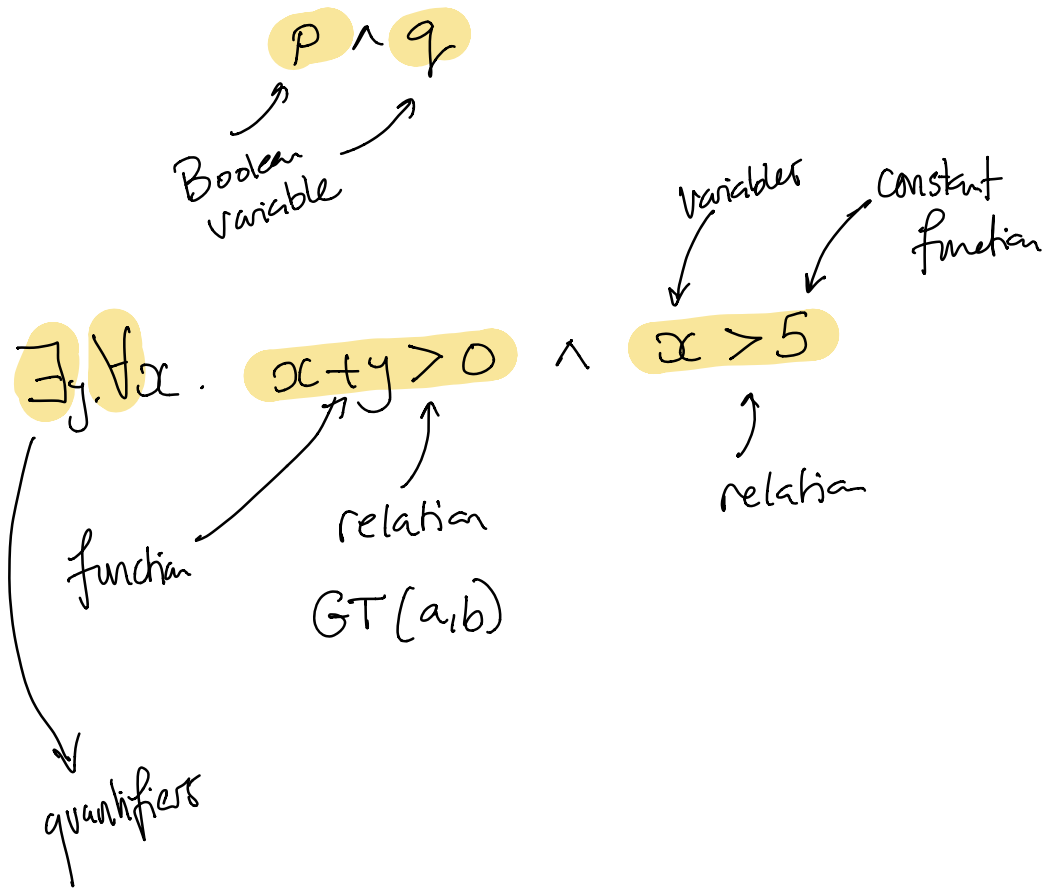 p ∧ q
Boolean
variable
variables
constant
function
∃y.∀x. x+y>0 ∧ x>5
relation
relation
function
GT(a,b)
quantifiers